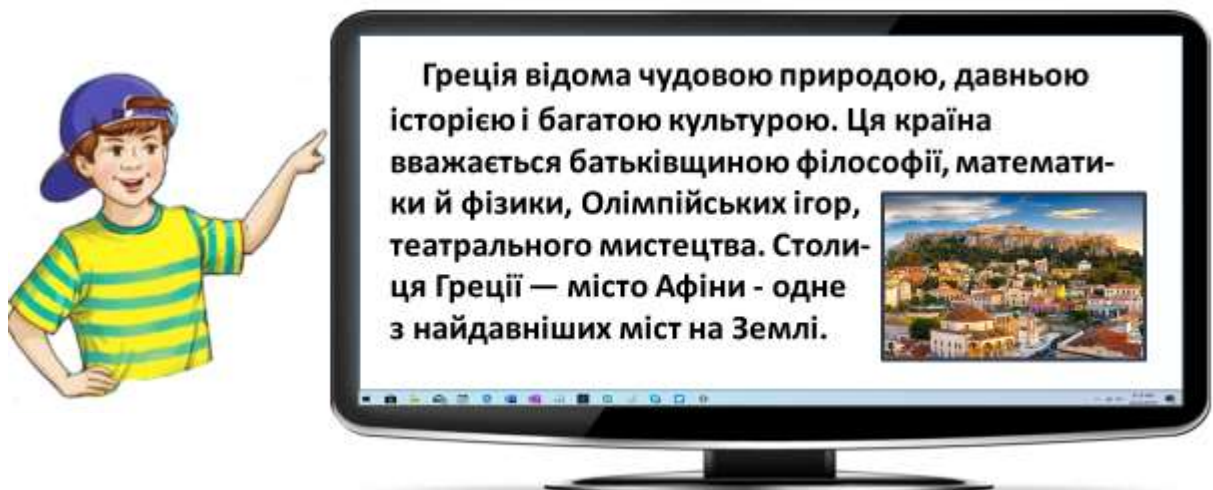 Греція відома чудовою природою, давньою
історією і багатою культурою. Ця країна
вважається батьківщиною філософії, математи-
ки й фізики, Олімпійських ігор,
театрального мистецтва. Столи-
ця Греції — місто Афіни - одне
з найдавніших міст на Землі.